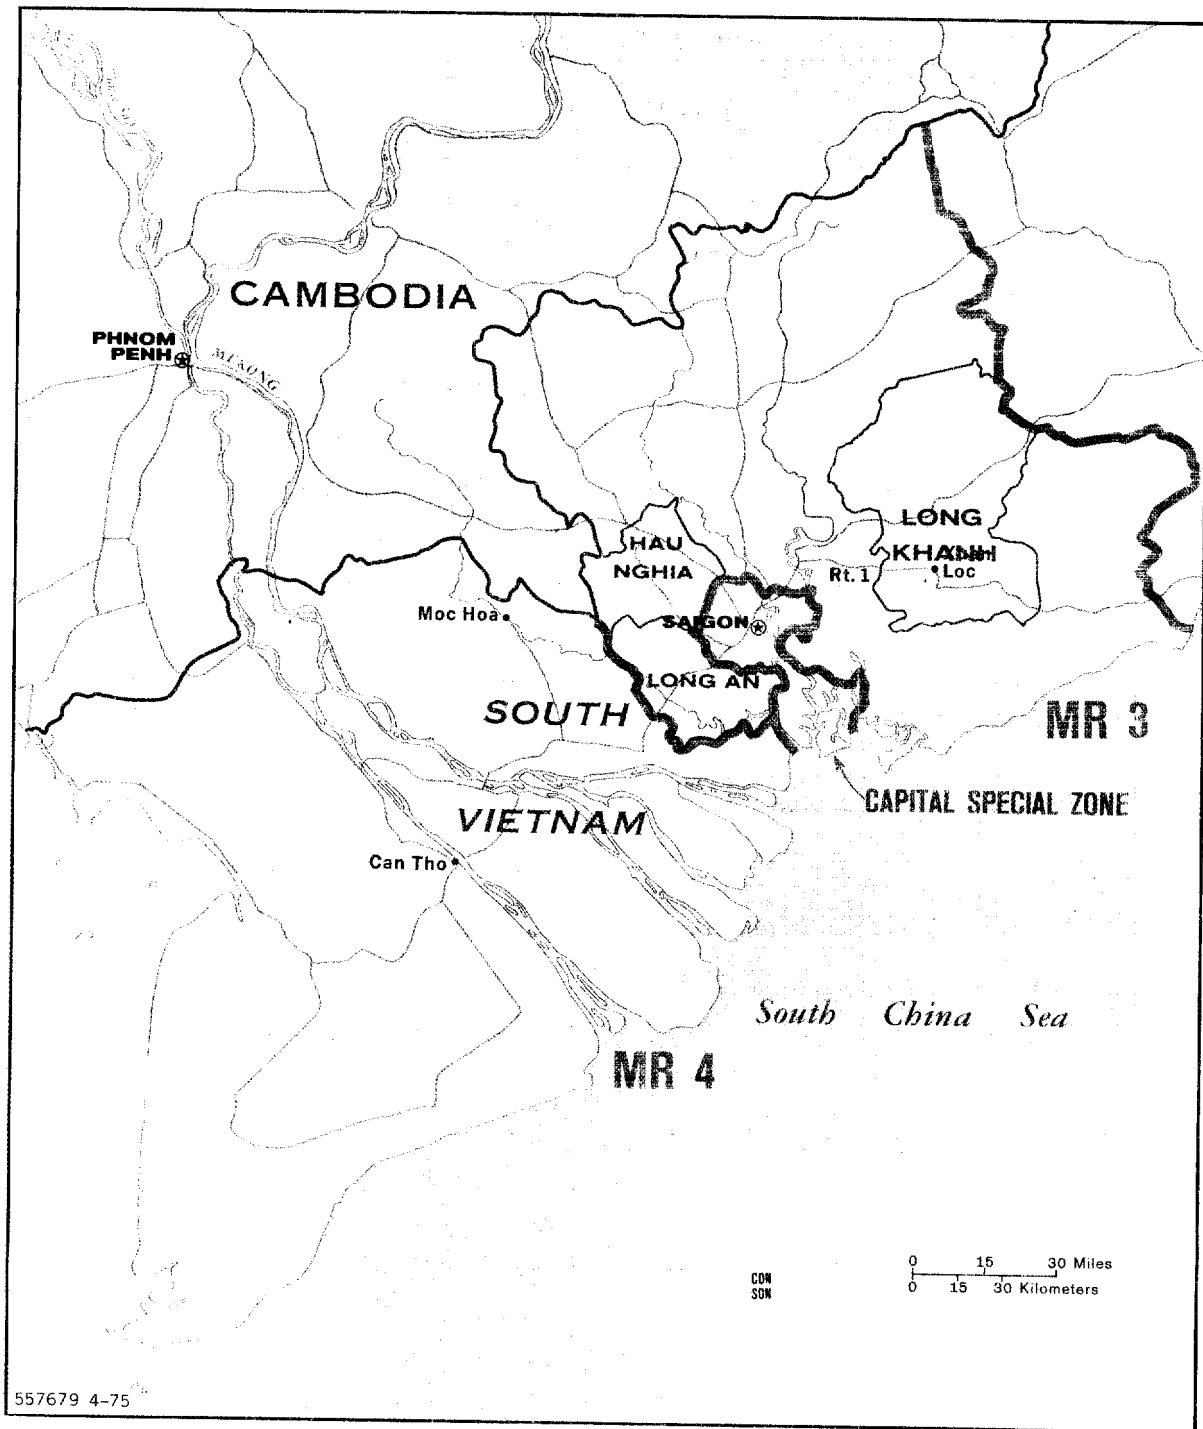 CAMBODIA
PHNOM
PENH
MEKONG
LONG
KHANH
Loc
Rt. 1
HAU
NGHIA
Moc Hoa
SAIGON
LONG AN
SOUTH
VIETNAM
MR 3
CAPITAL SPECIAL ZONE
Can Tho
South China Sea
MR 4
CON
SON
0 15 30 Miles
0 15 30 Kilometers
557679 4-75